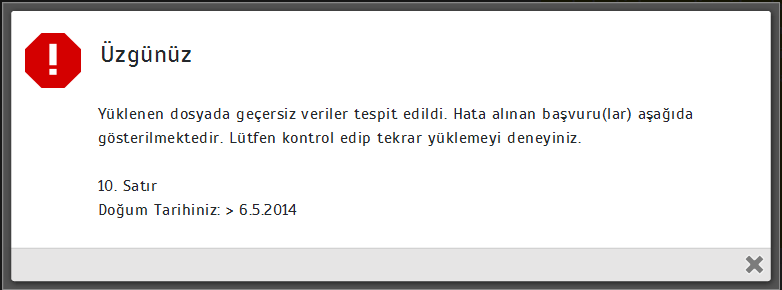 Üzgünüz
Yüklenen dosyada geçersiz veriler tespit edildi. Hata alınan başvuru(lar) aşağıda
gösterilmektedir. Lütfen kontrol edip tekrar yüklemeyi deneyiniz.
10. Satır
Doğum Tarihiniz: > 6.5.2014